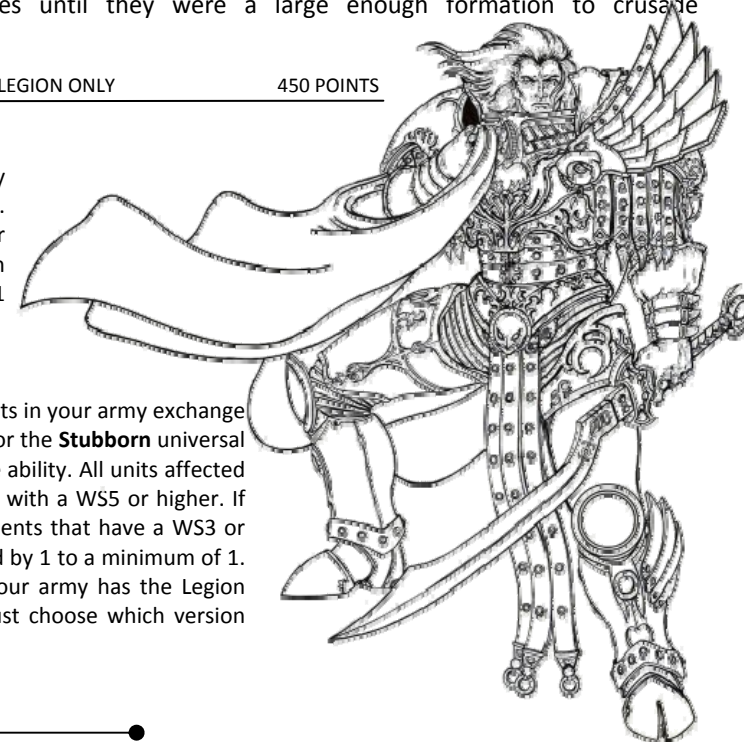 es until they were a large enough formation to crusade
LEGION ONLY 450 POINTS
y
.
r
n
1
ts in your army exchange
or the Stubborn universal
e ability. All units affected
with a WS5 or higher. If
ents that have a WS3 or
d by 1 to a minimum of 1.
our army has the Legion
ust choose which version